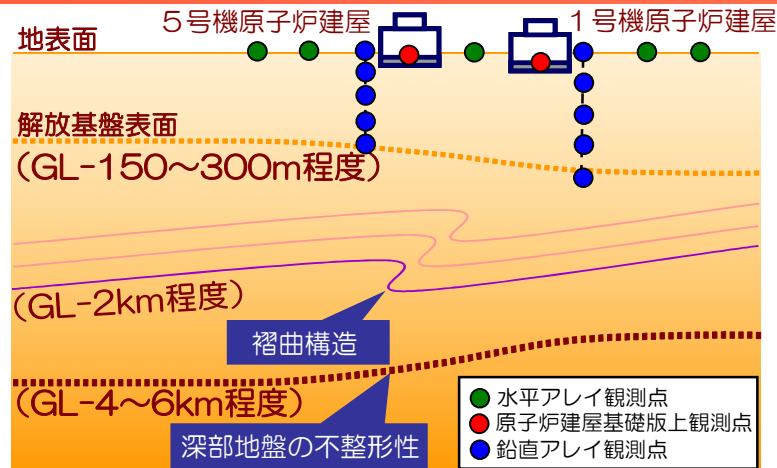 5号機原子炉建屋
1号機原子炉建屋
地表面
解放基盤表面
(GL-150～300m程度)
(GL-2km程度)
褶曲構造
(GL-4～6km程度)
深部地盤の不整形性
水平アレイ観測点
原子炉建屋基礎版上観測点
鉛直アレイ観測点